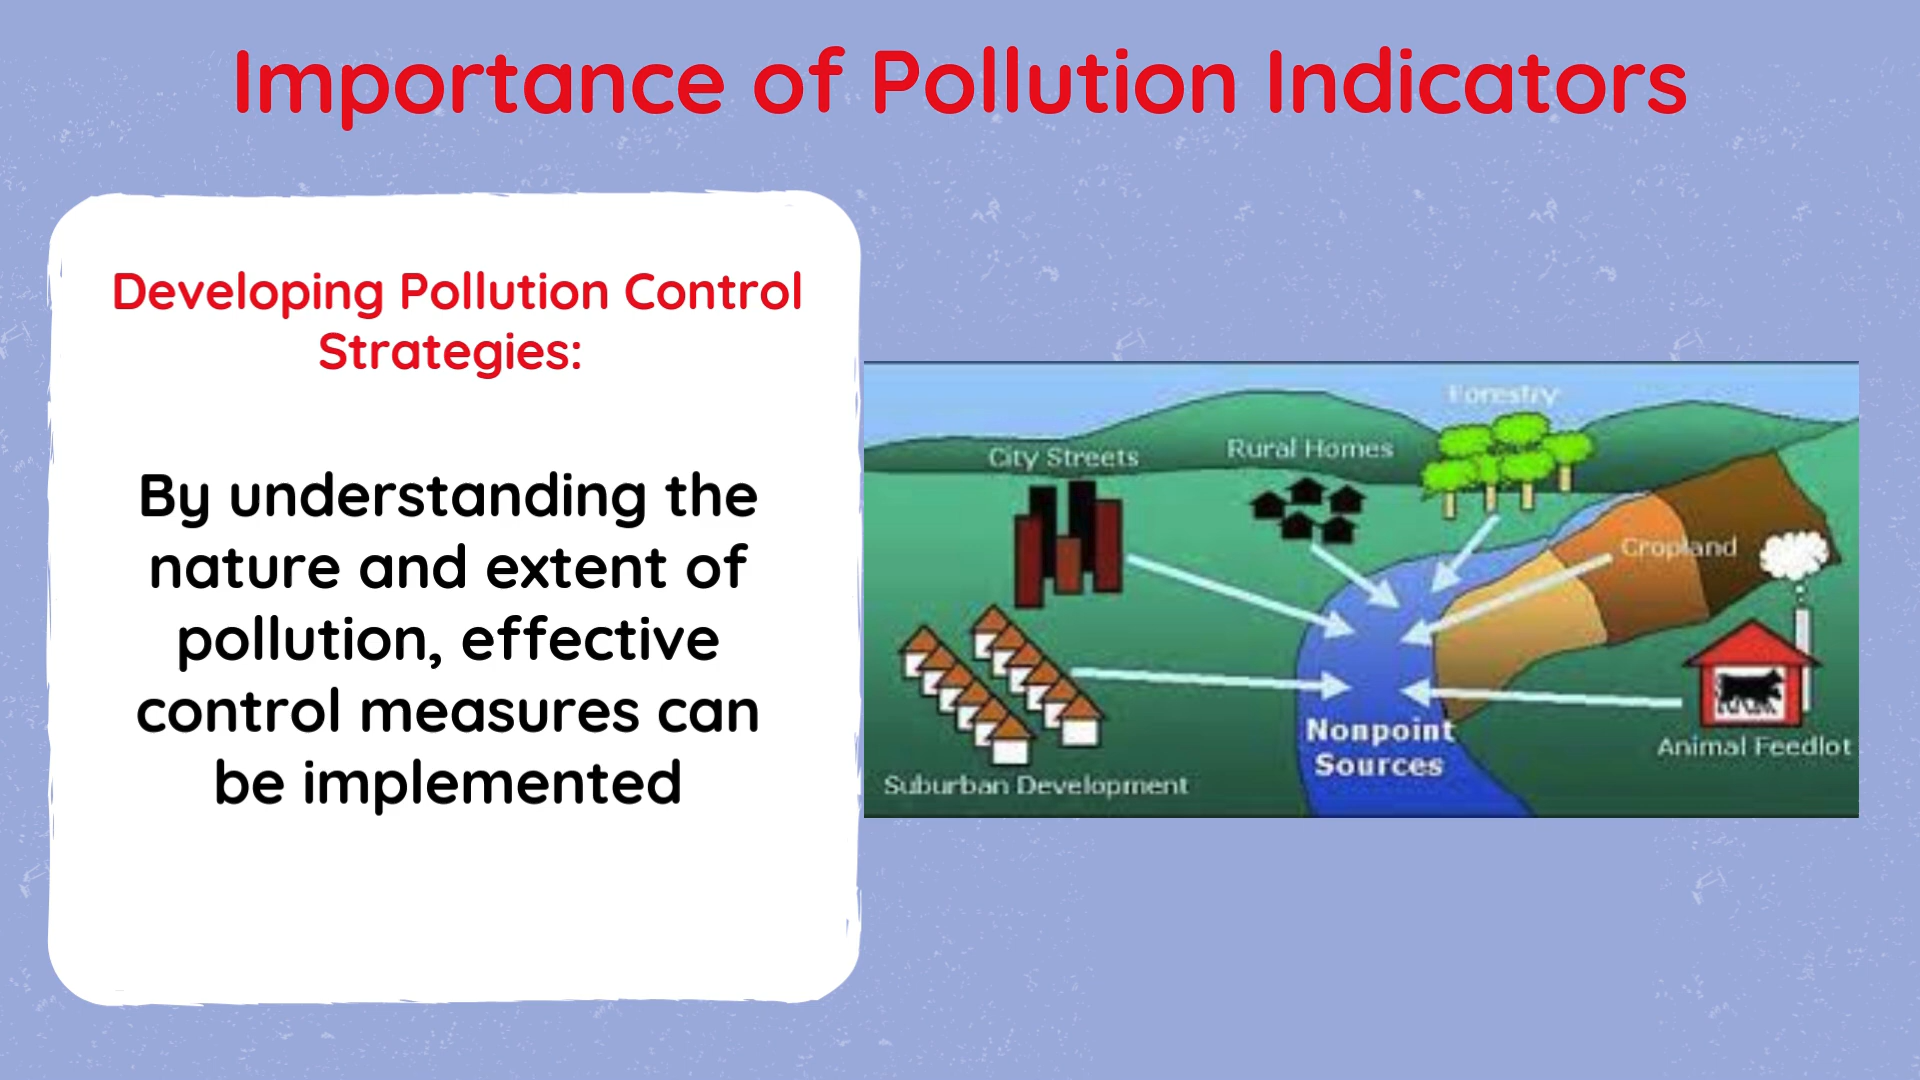 Importance of Pollution Indicators
Developing Pollution Control
Strategies:
By understanding the
nature and extent of
pollution, effective
control measures can
be implemented
Forestry
City Streets
Rural Homes
Cropland
Nonpoint
Sources
Animal Feedlot
Suburban Development